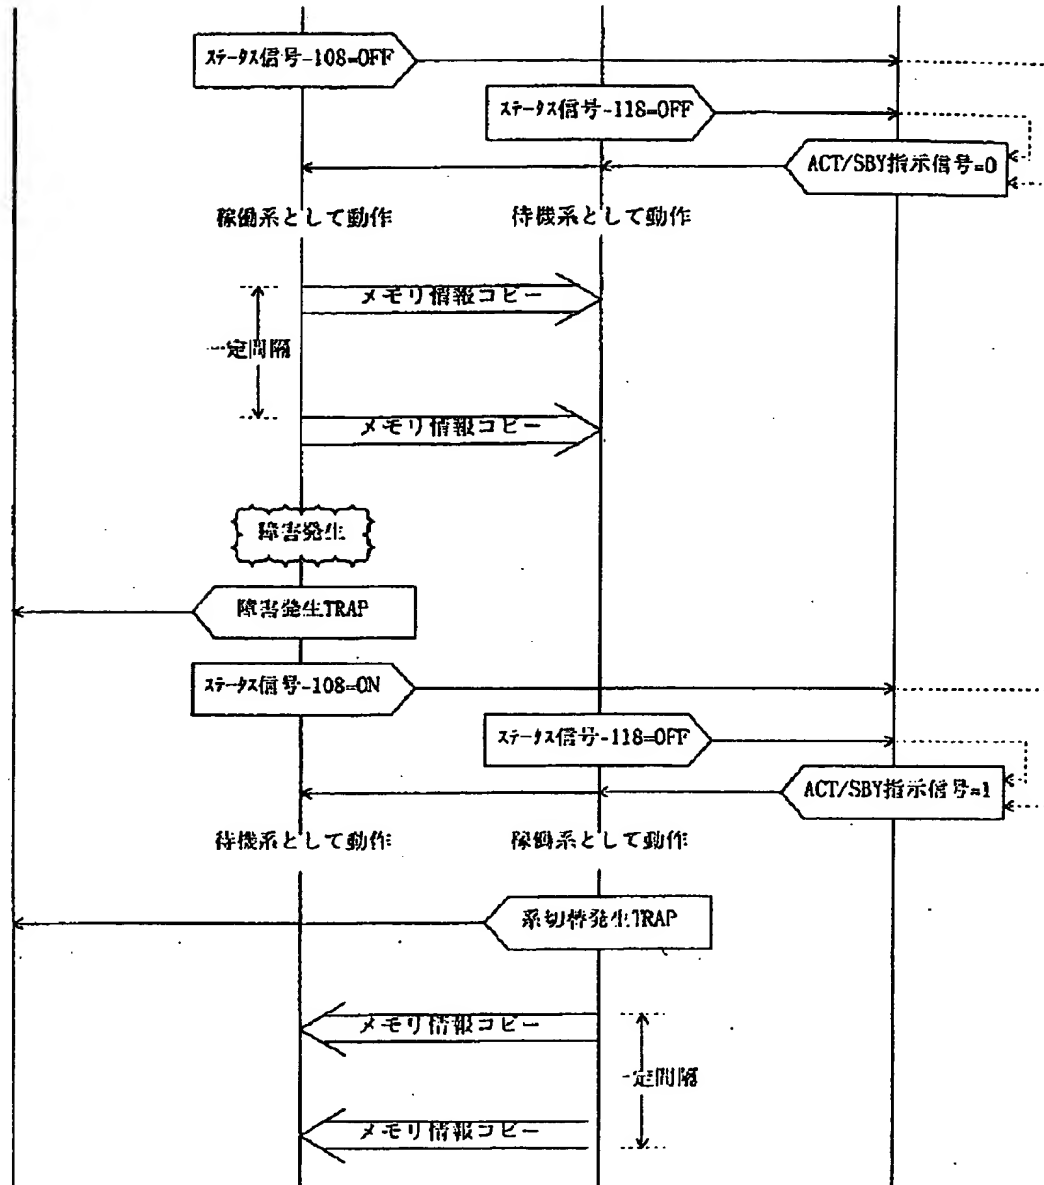 ステータス信号-108=OFF
ステータス信号-118=OFF
ACT/SBY指示信号=0
稼働系として動作
待機系として動作
メモリ情報コピー
一定間隔
メモリ情報コピー
障害発生
障害発生TRAP
ステータス信号-108=ON
ステータス信号-118=OFF
ACT/SBY指示信号=1
待機系として動作
稼働系として動作
系切替発生TRAP
メモリ情報コピー
一定間隔
メモリ情報コピー